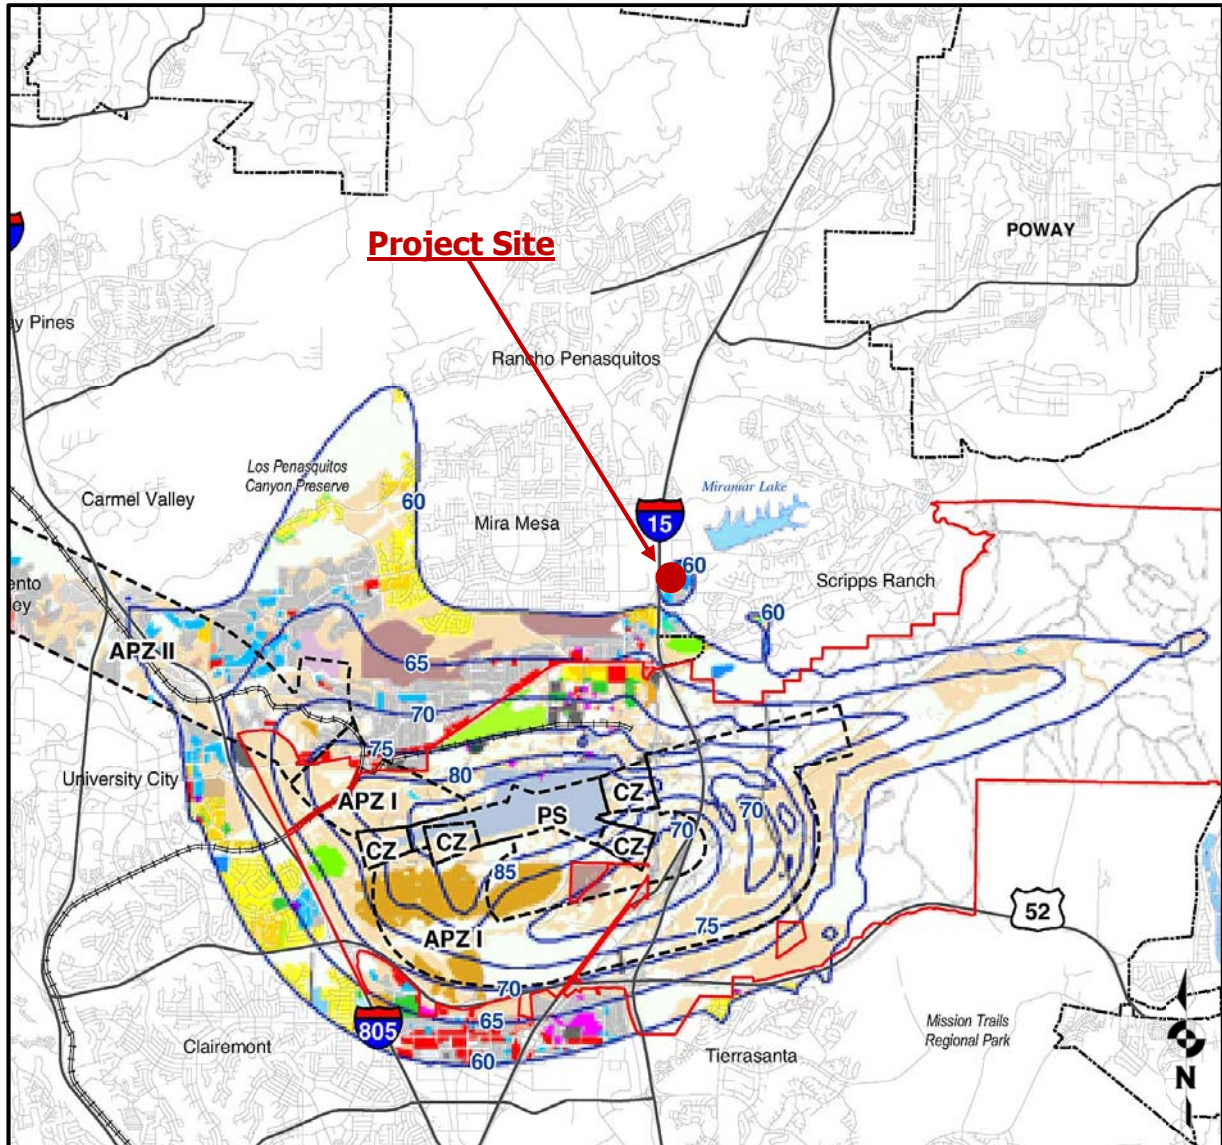 POWAY
Project Site
y Pines
Rancho Penasquitos
Los Penasquitos
Canyon Preserve
Carmel Valley
60
Miramar Lake
Mira Mesa
15
60
Scripps Ranch
ento
ey
60
APZ II
65
70
75
University City
80
APZ I
CZ
PS
70
70
CZ
CZ
CZ
85
52
75
APZ I
70
65
805
60
Clairemont
Tierrasanta
Mission Trails
Regional Park
N